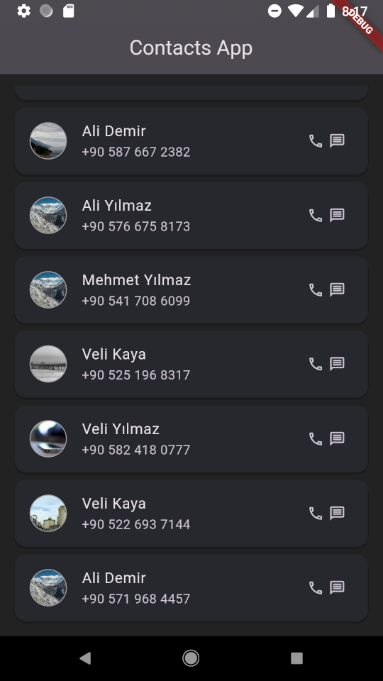 8:17
DEBUG
Contacts App
Ali Demir
+90 587 667 2382
Ali Yılmaz
+90 576 675 8173
Mehmet Yılmaz
+90 541 708 6099
Veli Kaya
+90 525 196 8317
Veli Yılmaz
+90 582 418 0777
Veli Kaya
+90 522 693 7144
Ali Demir
+90 571 968 4457